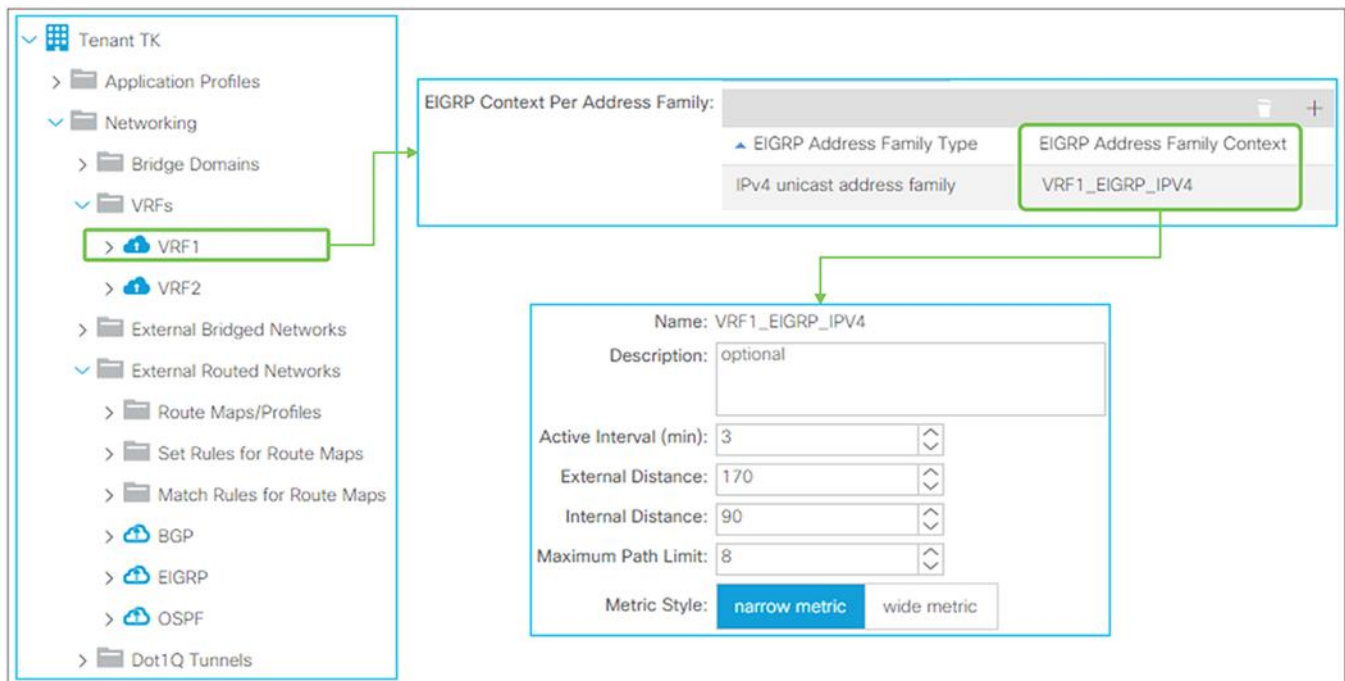 Tenant TK
Application Profiles
Networking
Bridge Domains
VRFs
VRF1
VRF2
External Bridged Networks
External Routed Networks
Route Maps/Profiles
Set Rules for Route Maps
Match Rules for Route Maps
BGP
EIGRP
OSPF
Dot1Q Tunnels
EIGRP Context Per Address Family:
EIGRP Address Family Type EIGRP Address Family Context
IPv4 unicast address family VRF1_EIGRP_IPV4
Name: VRF1_EIGRP_IPV4
Description: optional
Active Interval (min): 3
External Distance: 170
Internal Distance: 90
Maximum Path Limit: 8
Metric Style: narrow metric wide metric